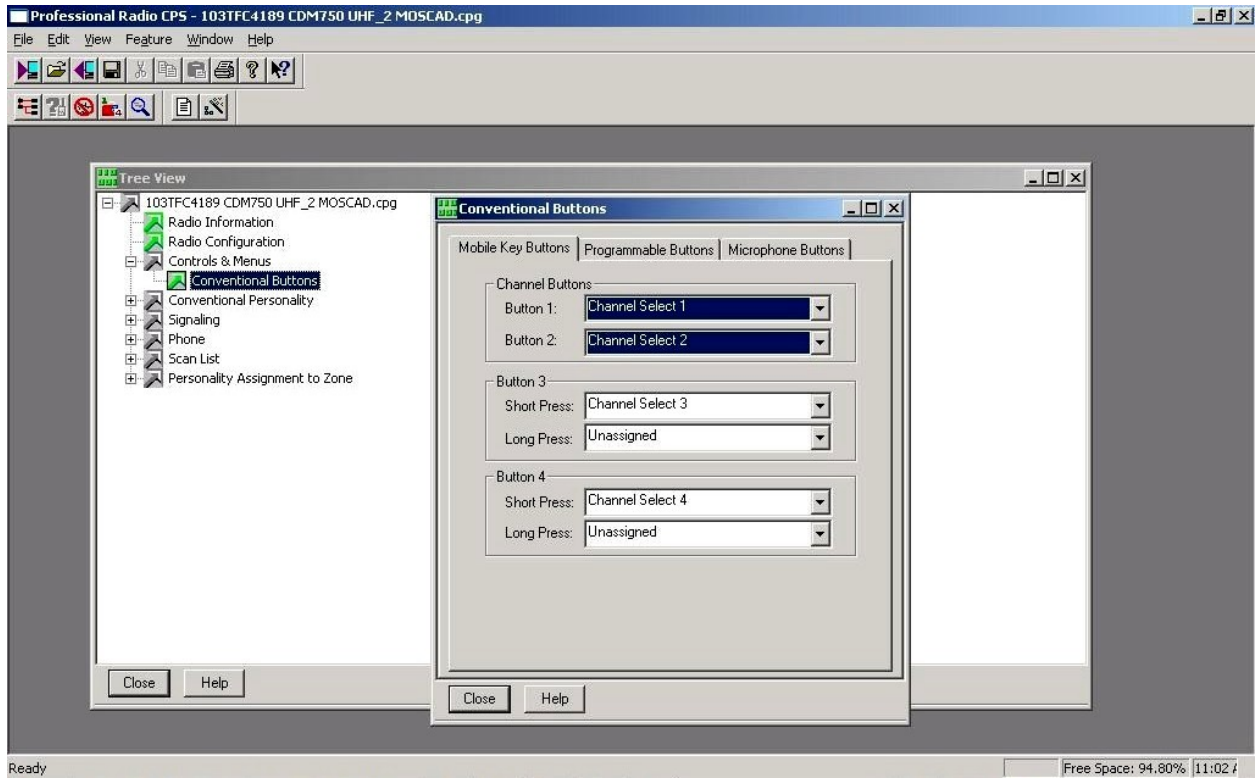 Professional Radio CPS - 103TFC4189 CDM750 UHF_2 MOSCAD.cpg
File Edit View Feature Window Help
Tree View
103TFC4189 CDM750 UHF_2 MOSCAD.cpg
Radio Information
Radio Configuration
Controls & Menus
Conventional Buttons
Conventional Personality
Signaling
Phone
Scan List
Personality Assignment to Zone
Close Help
Conventional Buttons
Mobile Key Buttons Programmable Buttons Microphone Buttons
Channel Buttons
Button 1: Channel Select 1
Button 2: Channel Select 2
Button 3
Short Press: Channel Select 3
Long Press: Unassigned
Button 4
Short Press: Channel Select 4
Long Press: Unassigned
Close Help
Ready Free Space: 94.80% 11:02